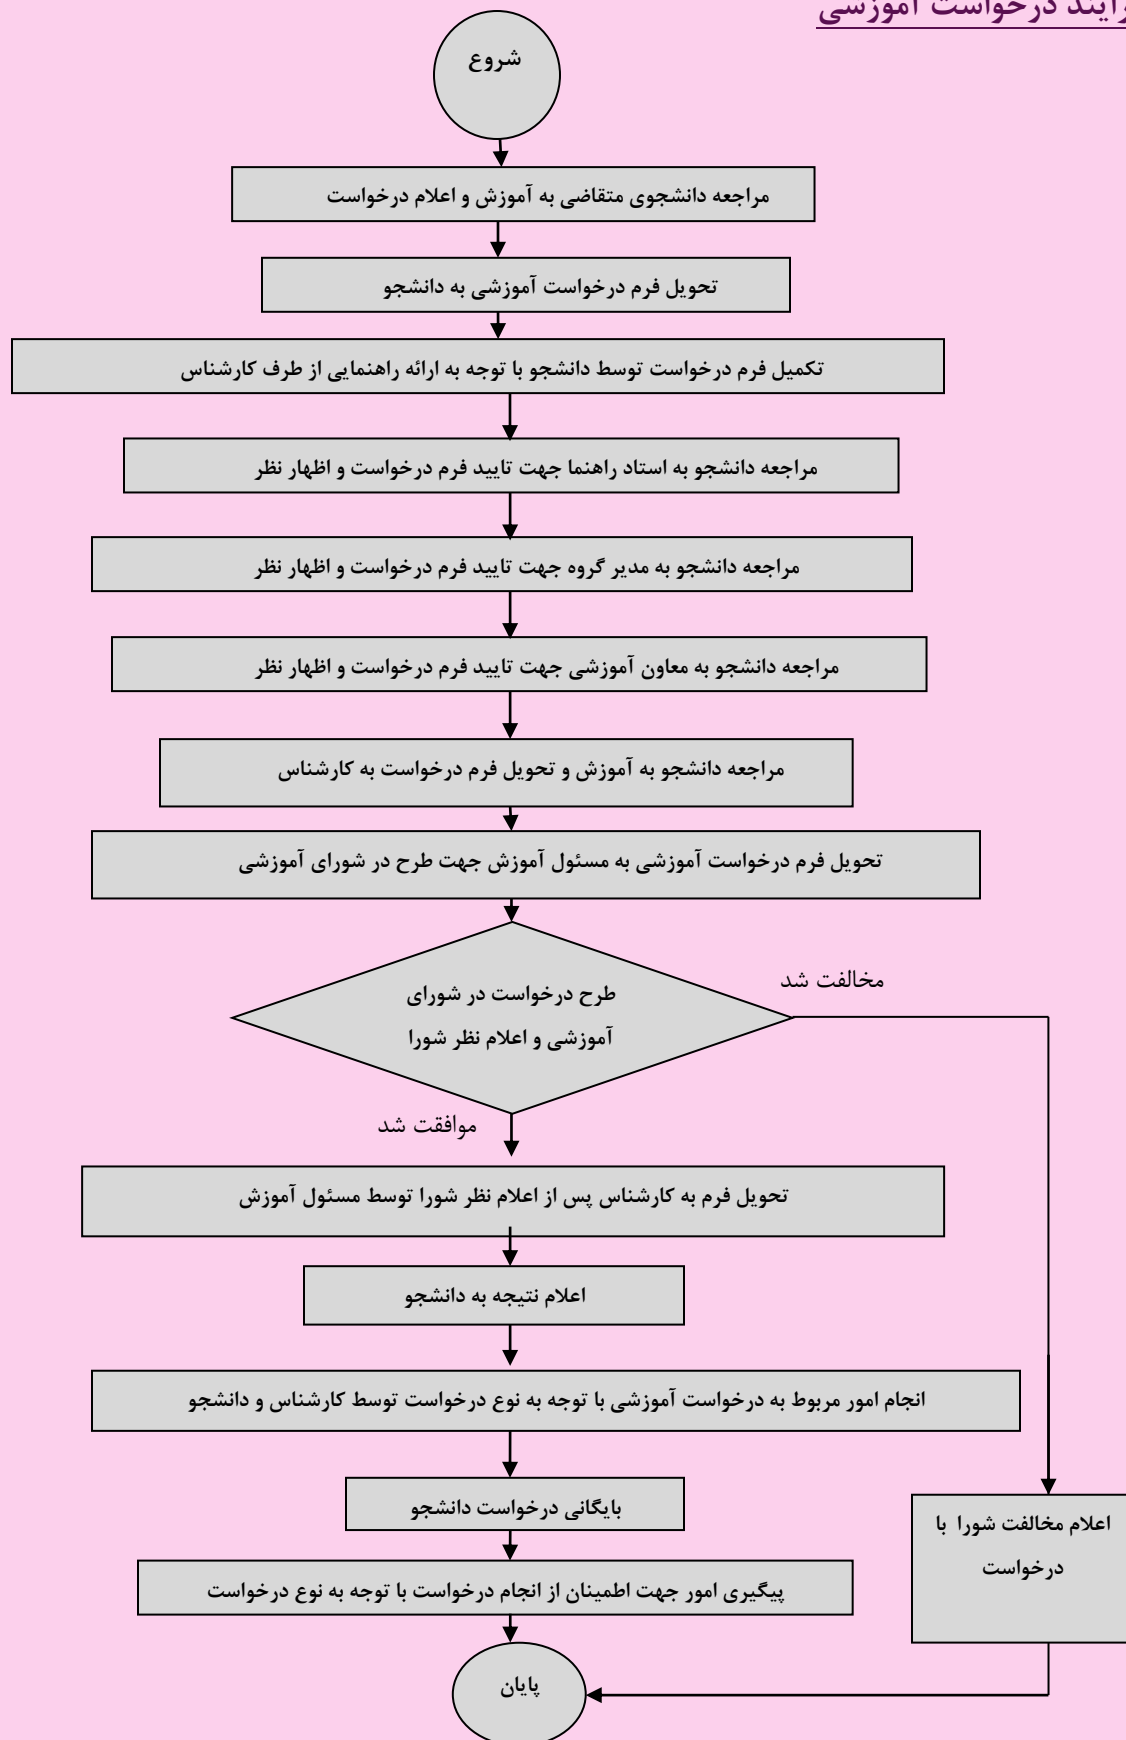 رایند درخواست آموزشی
شروع
مراجعه دانشجوی متقاضی به آموزش و اعلام درخواست
تحویل فرم درخواست آموزشی به دانشجو
تکمیل فرم درخواست توسط دانشجو با توجه به ارائه راهنمایی از طرف کارشناس
مراجعه دانشجو به استاد راهنما جهت تایید فرم درخواست و اظهار نظر
مراجعه دانشجو به مدیر گروه جهت تایید فرم درخواست و اظهار نظر
مراجعه دانشجو به معاون آموزشی جهت تایید فرم درخواست و اظهار نظر
مراجعه دانشجو به آموزش و تحویل فرم درخواست به کارشناس
تحویل فرم درخواست آموزشی به مسئول آموزش جهت طرح در شورای آموزشی
مخالفت شد
طرح درخواست در شورای
آموزشی و اعلام نظر شورا
موافقت شد
تحویل فرم به کارشناس پس از اعلام نظر شورا توسط مسئول آموزش
اعلام نتیجه به دانشجو
انجام امور مربوط به درخواست آموزشی با توجه به نوع درخواست توسط کارشناس و دانشجو
بایگانی درخواست دانشجو
اعلام مخالفت شورا با
درخواست
پیگیری امور جهت اطمینان از انجام درخواست با توجه به نوع درخواست
پایان